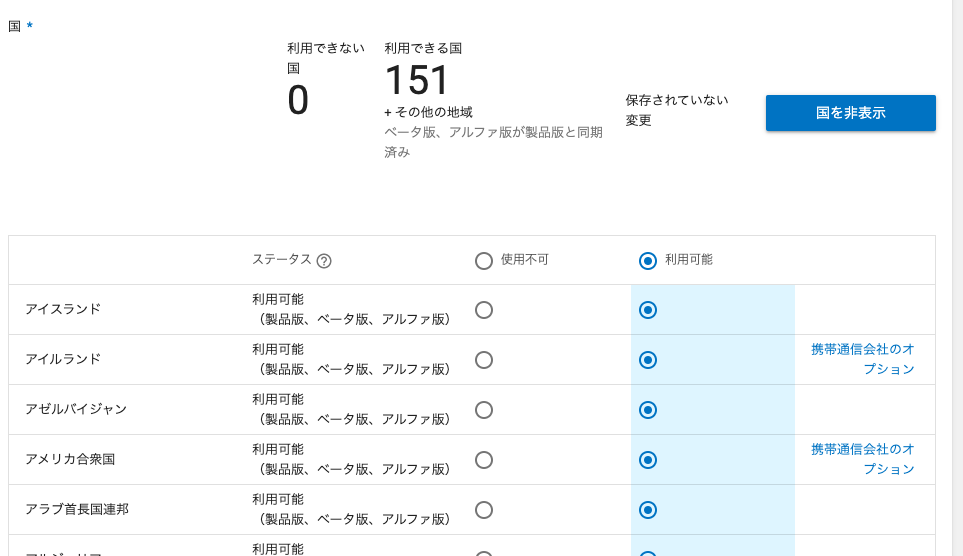 国 *
利用できない
国
0
利用できる国
151
+ その他の地域
ベータ版、アルファ版が製品版と同期
済み
保存されていない
変更
国を非表示
ステータス ? 使用不可 利用可能
アイスランド 利用可能
（製品版、ベータ版、アルファ版）
アイルランド 利用可能
（製品版、ベータ版、アルファ版）
携帯通信会社のオ
プション
アゼルバイジャン 利用可能
（製品版、ベータ版、アルファ版）
アメリカ合衆国 利用可能
（製品版、ベータ版、アルファ版）
携帯通信会社のオ
プション
アラブ首長国連邦 利用可能
（製品版、ベータ版、アルファ版）
利用可能